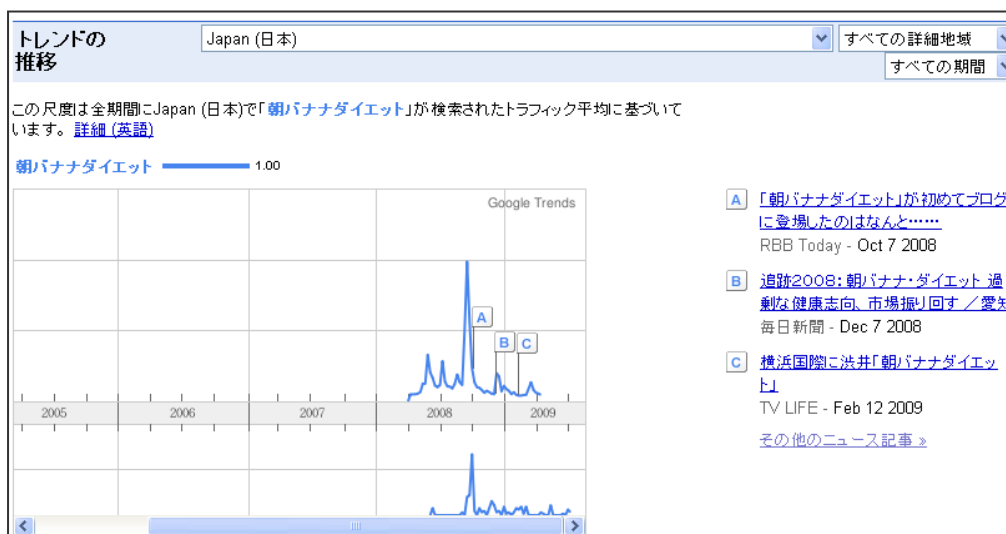 トレンドの
推移
Japan (日本)
すべての詳細地域
すべての期間
この尺度は全期間にJapan (日本)で「朝バナナダイエット」が検索されたトラフィック平均に基づいて
います。 詳細 (英語)
朝バナナダイエット 1.00
Google Trends
A
B
C
2005 2006 2007 2008 2009
A 「朝バナナダイエット」が初めてブログ
に登場したのはなんと……
RBB Today - Oct 7 2008
B 追跡2008：朝バナナ・ダイエット 過
剰な健康志向、市場振り回す ／愛知
毎日新聞 - Dec 7 2008
C 横浜国際に渋井「朝バナナダイエッ
ト」
TV LIFE - Feb 12 2009
その他のニュース記事 »